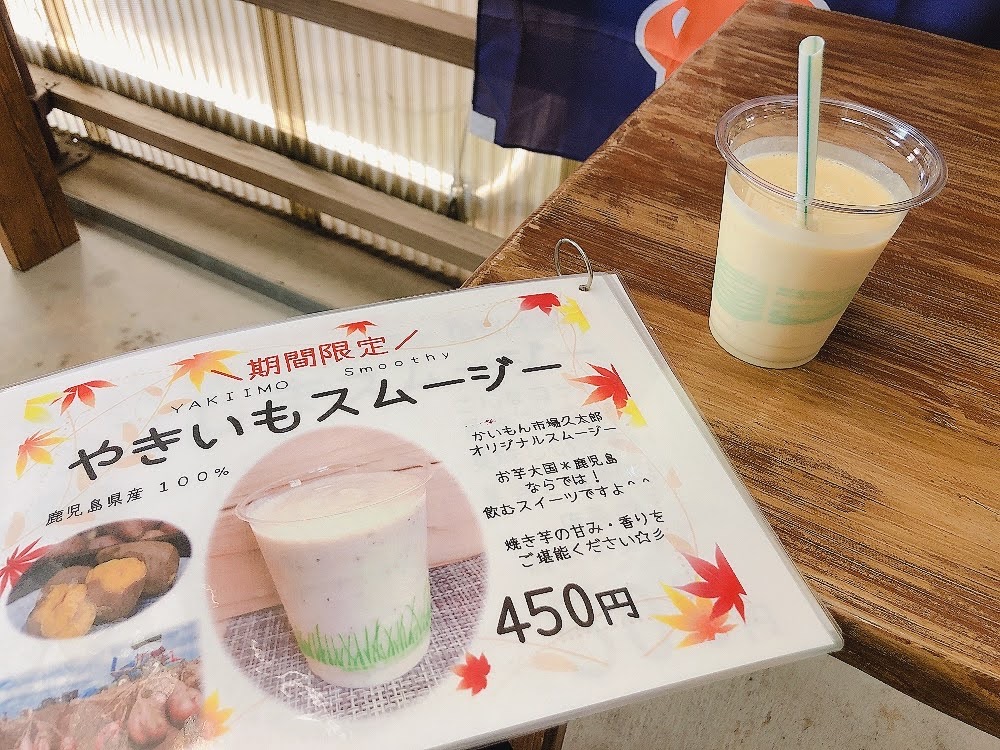 ＼期間限定／
YAKIIMO Smoothy
やきいもスムージー
鹿児島県産 100%
かいもん市場久太郎
オリジナルスムージー
お芋大国＊鹿児島
ならでは！
飲むスイーツですよ^^
焼き芋の甘み・香りを
ご堪能ください☆彡
450円